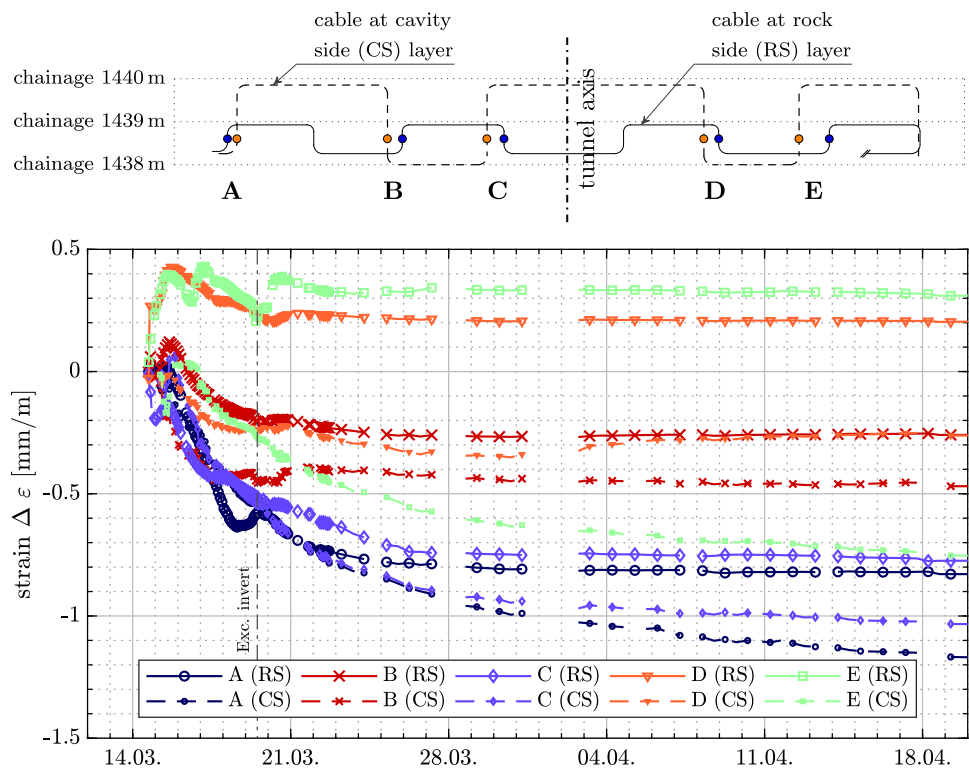 cable at cavity
side (CS) layer
cable at rock
side (RS) layer
chainage 1440 m
chainage 1439 m
chainage 1438 m
tunnel axis
A B C D E
0.5
0
-0.5
-1
-1.5
strain Δ ε [mm/m]
Exc. invert
A (RS) B (RS) C (RS) D (RS) E (RS)
A (CS) B (CS) C (CS) D (CS) E (CS)
14.03. 21.03. 28.03. 04.04. 11.04. 18.04.